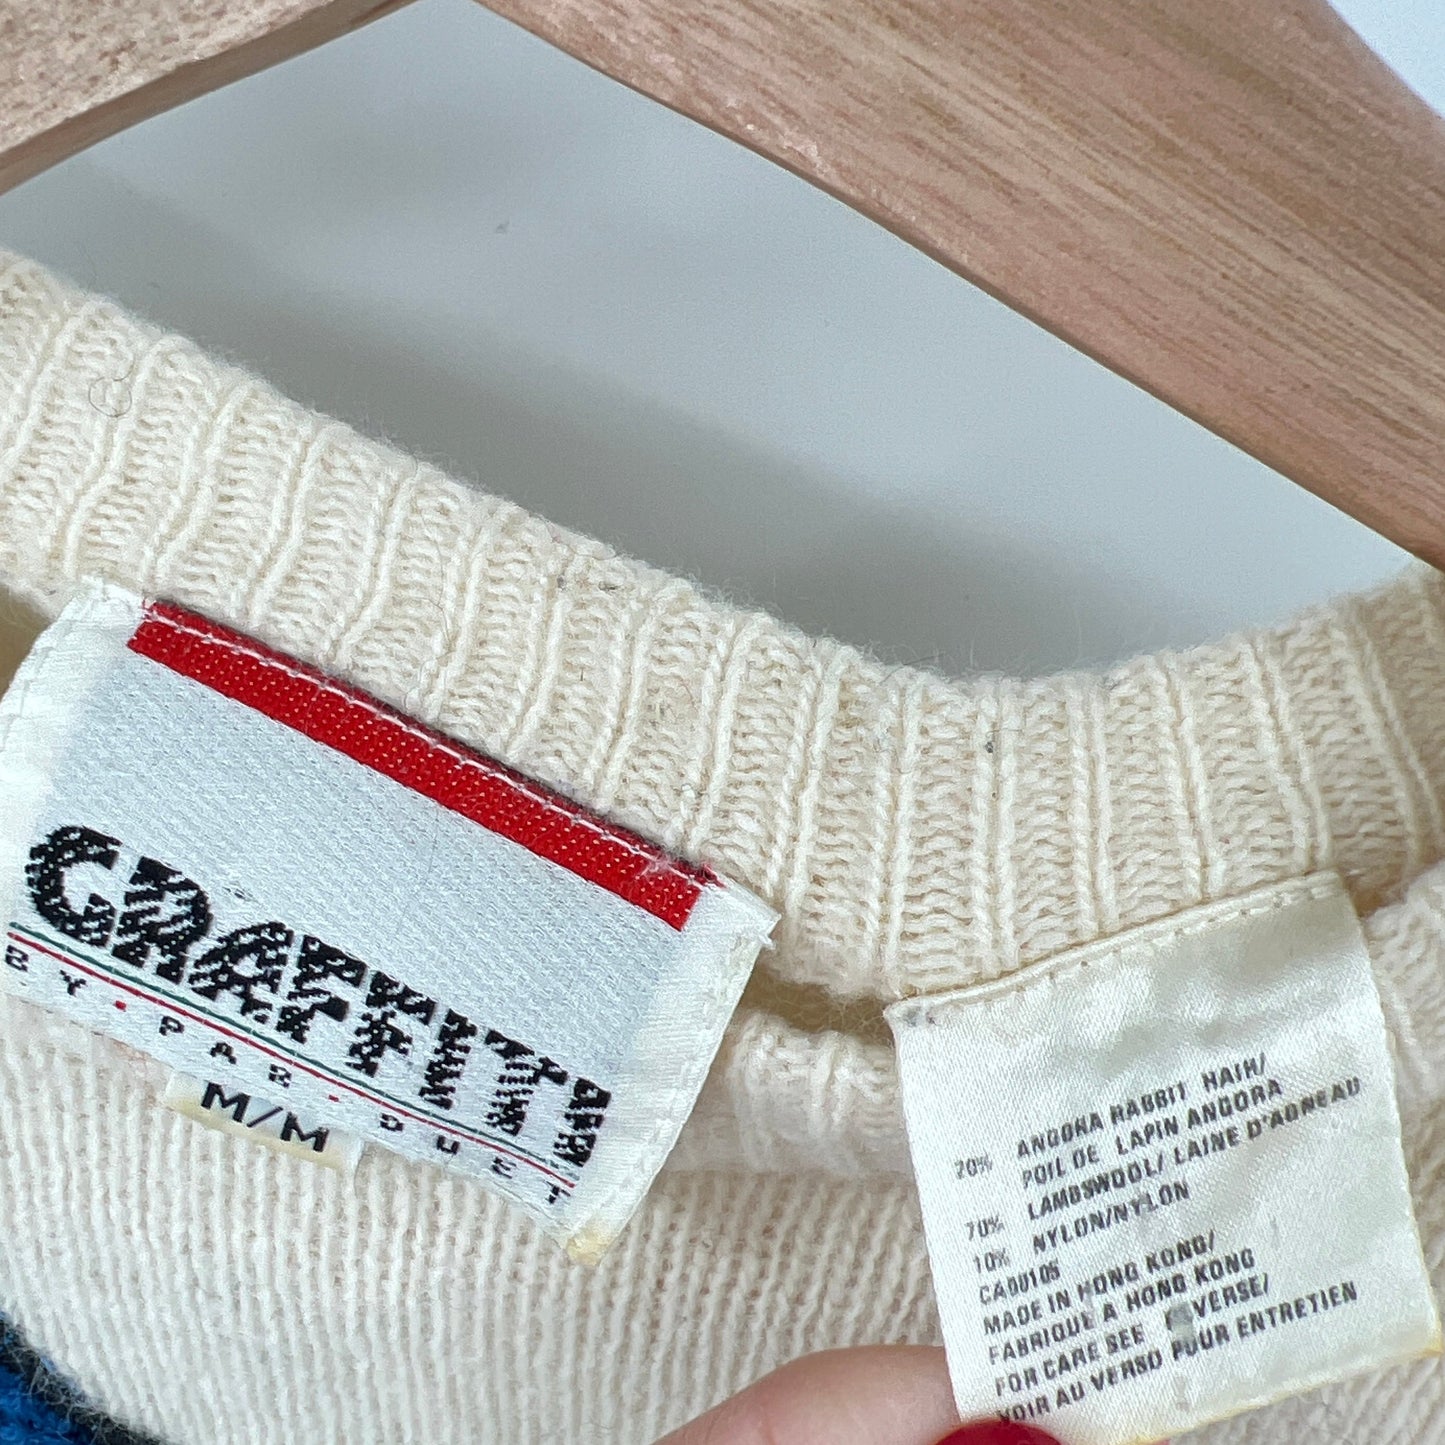 GRAFFITI
BY·PAR·DUET
M/M
20% ANGORA RABBIT HAIR/
POIL DE LAPIN ANGORA
70% LAMBSWOOL/ LAINE D'AGNEAU
10% NYLON/NYLON
CA00105
MADE IN HONG KONG/
FABRIQUE A HONG KONG
FOR CARE SEE REVERSE/
VOIR AU VERSO POUR ENTRETIEN